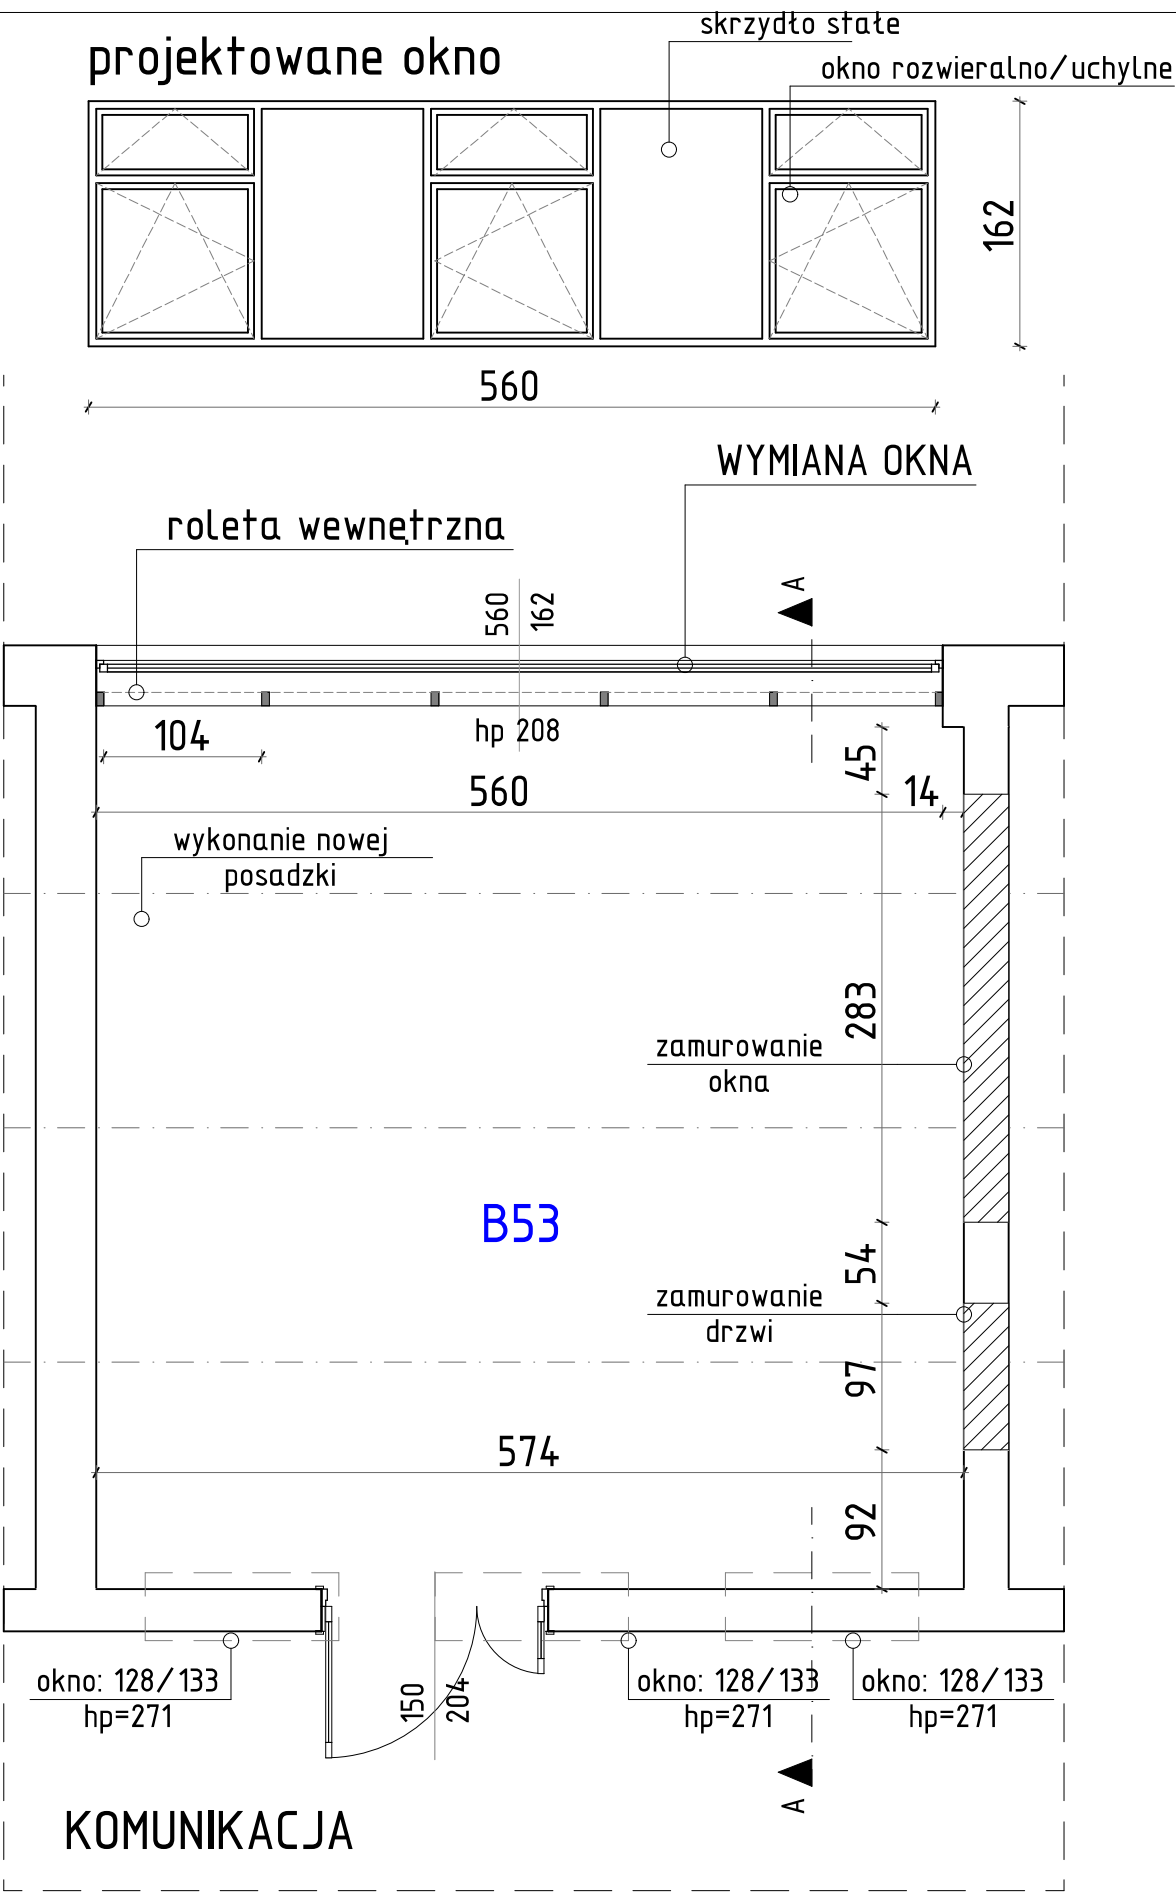 skrzydło stałe
projektowane okno
okno rozwieralno/uchylne
162
560
WYMIANA OKNA
roleta wewnętrzna
A
560
162
hp 208
104
45
560
14
wykonanie nowej
posadzki
283
zamurowanie
okna
B53
54
zamurowanie
drzwi
97
574
92
okno: 128/133
hp=271
150
204
okno: 128/133
hp=271
okno: 128/133
hp=271
A
KOMUNIKACJA